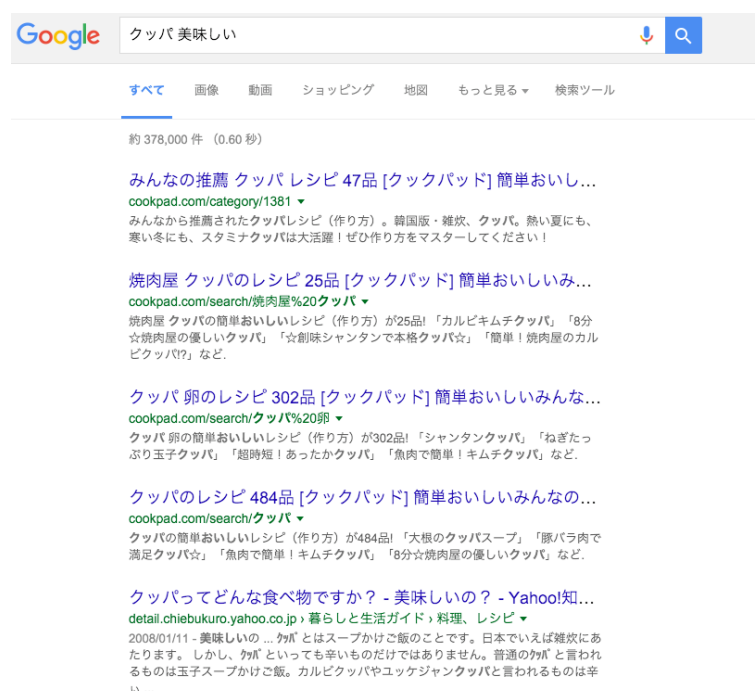 Google
クッパ 美味しい
すべて 画像 動画 ショッピング 地図 もっと見る 検索ツール
約 378,000 件 （0.60 秒）
みんなの推薦 クッパ レシピ 47品 [クックパッド] 簡単おいし...
cookpad.com/category/1381
みんなから推薦されたクッパレシピ（作り方）。韓国版・雑炊、クッパ。熱い夏にも、
寒い冬にも、スタミナクッパは大活躍！ぜひ作り方をマスターしてください！
焼肉屋 クッパのレシピ 25品 [クックパッド] 簡単おいしいみ...
cookpad.com/search/焼肉屋%20クッパ
焼肉屋 クッパの簡単おいしいレシピ（作り方）が25品! 「カルビキムチクッパ」 「8分
☆焼肉屋の優しいクッパ」 「☆創味シャンタンで本格クッパ☆」 「簡単！焼肉屋のカル
ビクッパ!?」など.
クッパ 卵のレシピ 302品 [クックパッド] 簡単おいしいみんな...
cookpad.com/search/クッパ%20卵
クッパ 卵の簡単おいしいレシピ（作り方）が302品! 「シャンタンクッパ」 「ねぎたっ
ぷり玉子クッパ」 「超時短！あったかクッパ」 「魚肉で簡単！キムチクッパ」など.
クッパのレシピ 484品 [クックパッド] 簡単おいしいみんなの...
cookpad.com/search/クッパ
クッパの簡単おいしいレシピ（作り方）が484品! 「大根のクッパスープ」 「豚バラ肉で
満足クッパ☆」 「魚肉で簡単！キムチクッパ」 「8分☆焼肉屋の優しいクッパ」など.
クッパってどんな食べ物ですか？ - 美味しいの？ - Yahoo!知...
detail.chiebukuro.yahoo.co.jp › 暮らしと生活ガイド › 料理、レシピ
2008/01/11 - 美味しいの ... ｸｯﾊﾟとはスープかけご飯のことです。日本でいえば雑炊にあ
たります。 しかし、ｸｯﾊﾟといっても辛いものだけではありません。普通のｸｯﾊﾟと言われ
るものは玉子スープかけご飯。カルビクッパやユッケジャンクッパと言われるものは辛